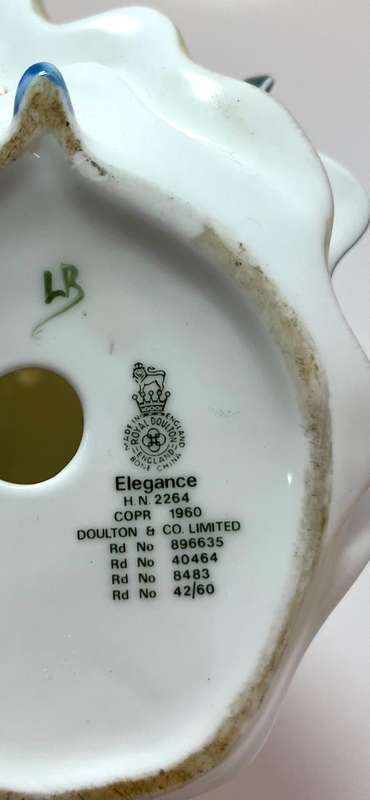 LB
MADE IN ENGLAND
ROYAL DOULTON
ENGLAND
BONE CHINA
Elegance
H.N. 2264
COPR 1960
DOULTON & CO. LIMITED
Rd No 896635
Rd No 40464
Rd No 8483
Rd No 42/60